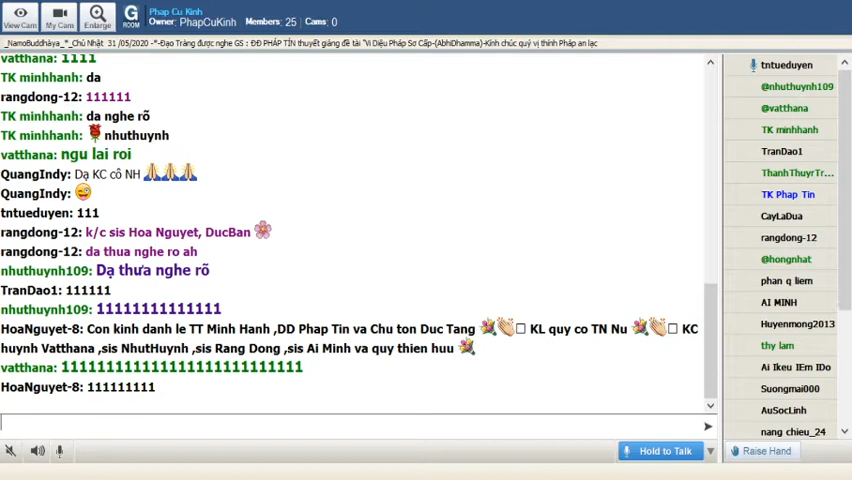 View Cam
My Cam
Enlarge
G
ROOM
Phap Cu Kinh
Owner: PhapCuKinh    Members: 25    Cams: 0
_NamoBuddhàya_*_Chủ Nhật  31 /05/2020 -*-Đạo Tràng được nghe GS : ĐĐ PHÁP TÍN thuyết giảng đề tài "Vi Diệu Pháp Sơ Cấp-(AbhiDhamma)-Kính chúc quý vị thính Pháp an lạc
vatthana: 1111
TK minhhanh: da
rangdong-12: 111111
TK minhhanh: da nghe rõ
TK minhhanh: 🌹nhuthuynh
vatthana: ngu lai roi
QuangIndy: Dạ KC cô NH 🙏🙏🙏
QuangIndy: 😜
tntueduyen: 111
rangdong-12: k/c sis Hoa Nguyet, DucBan 🌸
rangdong-12: da thua nghe ro ah
nhuthuynh109: Dạ thưa nghe rõ
TranDao1: 111111
nhuthuynh109: 11111111111111
HoaNguyet-8: Con kinh danh le TT Minh Hanh ,DD Phap Tin va Chu ton Duc Tang 💐👏 KL quy co TN Nu 💐👏 KC
huynh Vatthana ,sis NhutHuynh ,sis Rang Dong ,sis Ai Minh va quy thien huu 💐
vatthana: 111111111111111111111111111
HoaNguyet-8: 111111111
Hold to Talk
tntueduyen
@nhuthuynh109
@vatthana
TK minhhanh
TranDao1
ThanhThuyrTr...
TK Phap Tin
CayLaDua
rangdong-12
@hongnhat
phan q liem
AI MINH
Huyenmong2013
thy lam
Ai Ikeu IErn IDo
Suongmai000
AuSocLinh
nang chieu_24
Raise Hand